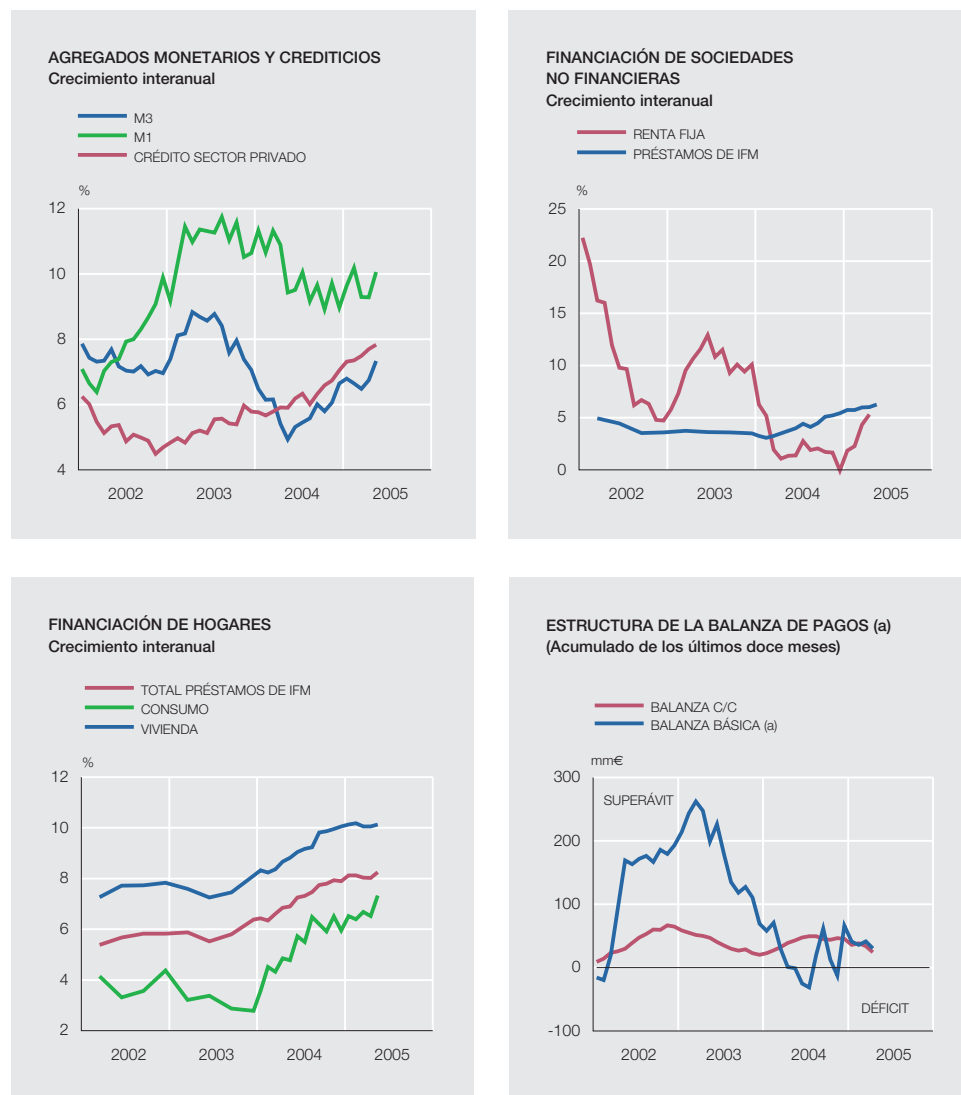 AGREGADOS MONETARIOS Y CREDITICIOS
Crecimiento interanual
M3
M1
CRÉDITO SECTOR PRIVADO
%
12
10
8
6
4
2002 2003 2004 2005
FINANCIACIÓN DE SOCIEDADES
NO FINANCIERAS
Crecimiento interanual
RENTA FIJA
PRÉSTAMOS DE IFM
%
25
20
15
10
5
0
2002 2003 2004 2005
FINANCIACIÓN DE HOGARES
Crecimiento interanual
TOTAL PRÉSTAMOS DE IFM
CONSUMO
VIVIENDA
%
12
10
8
6
4
2
2002 2003 2004 2005
ESTRUCTURA DE LA BALANZA DE PAGOS (a)
(Acumulado de los últimos doce meses)
BALANZA C/C
BALANZA BÁSICA (a)
mm€
300
SUPERÁVIT
200
100
0
DÉFICIT
-100
2002 2003 2004 2005